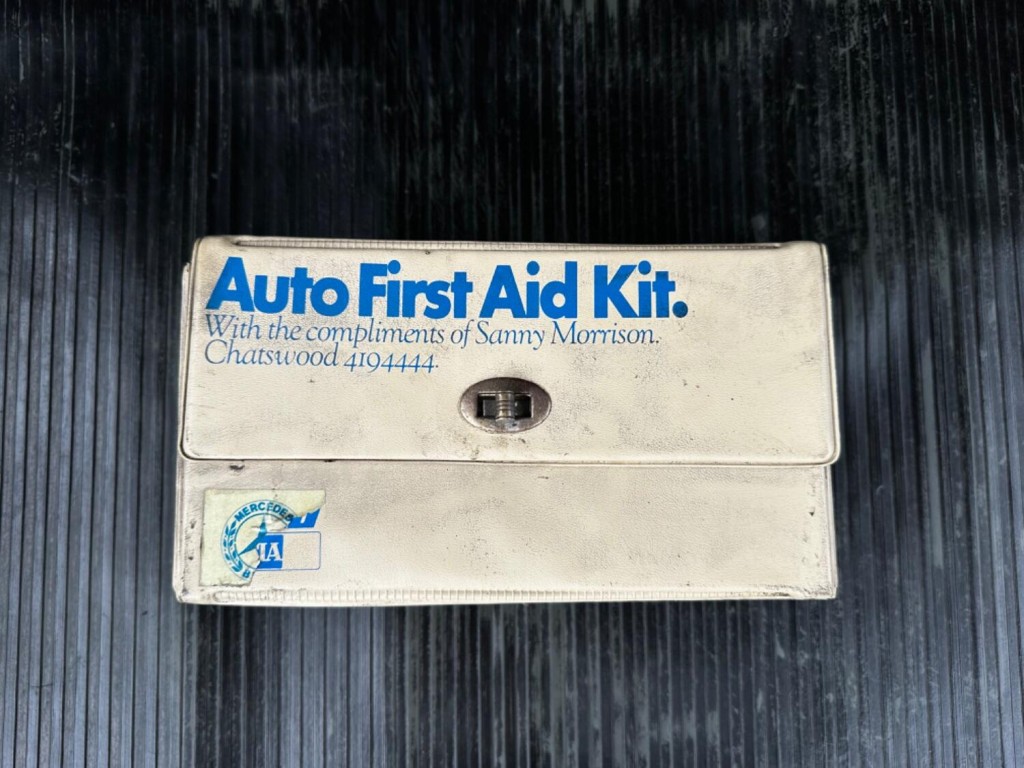 Auto First Aid Kit.
With the compliments of Sanny Morrison.
Chatswood 4194444.